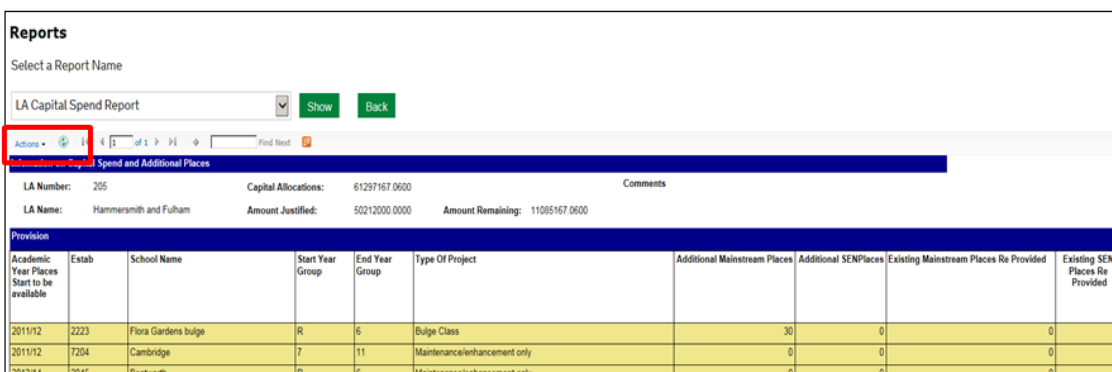 Reports
Select a Report Name
LA Capital Spend Report Show Back
Actions 1 of 1 Find Next
Information on Capital Spend and Additional Places
LA Number: 205 Capital Allocations: 61297167.0600 Comments
LA Name: Hammersmith and Fulham Amount Justified: 50212000.0000 Amount Remaining: 11085167.0600
Provision
Academic Year Places Start to be available Estab School Name Start Year Group End Year Group Type Of Project Additional Mainstream Places Additional SENPlaces Existing Mainstream Places Re Provided Existing SEN Places Re Provided
2011/12 2223 Flora Gardens bulge R 6 Bulge Class 30 0 0
2011/12 7204 Cambridge 7 11 Maintenance/enhancement only 0 0 0
Maintenance/enhancement only